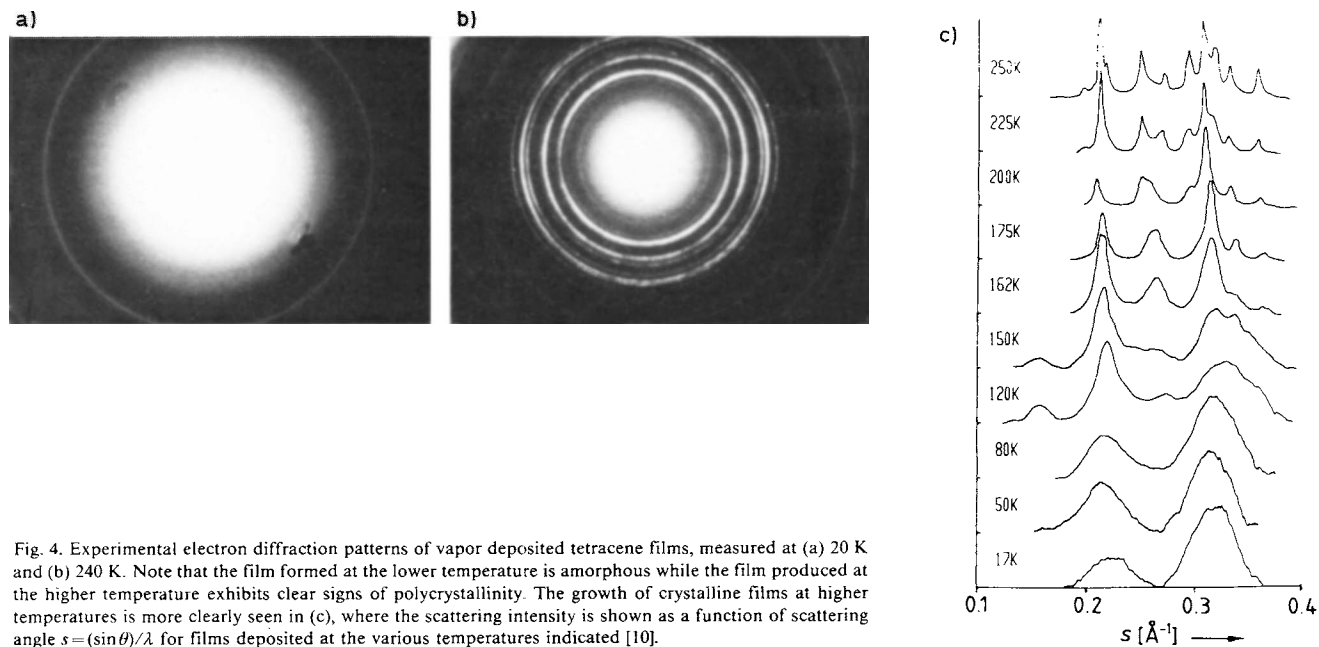 a)
b)
c)
250K
225K
200K
175K
162K
150K
120K
80K
50K
17K
0.1 0.2 0.3 0.4
s [Å⁻¹]
Fig. 4. Experimental electron diffraction patterns of vapor deposited tetracene films, measured at (a) 20 K
and (b) 240 K. Note that the film formed at the lower temperature is amorphous while the film produced at
the higher temperature exhibits clear signs of polycrystallinity. The growth of crystalline films at higher
temperatures is more clearly seen in (c), where the scattering intensity is shown as a function of scattering
angle s=(sinθ)/λ for films deposited at the various temperatures indicated [10].